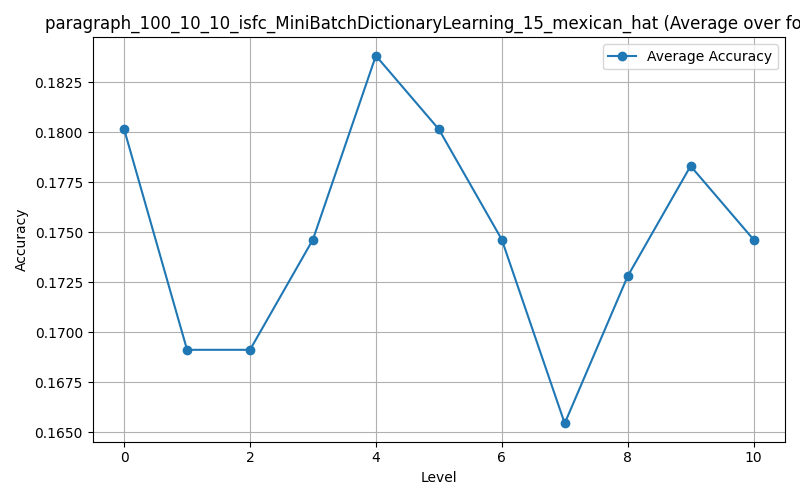 paragraph_100_10_10_isfc_MiniBatchDictionaryLearning_15_mexican_hat (Average over fo
Average Accuracy
0.1825
0.1800
0.1775
0.1750
0.1725
0.1700
0.1675
0.1650
Accuracy
0 2 4 6 8 10
Level